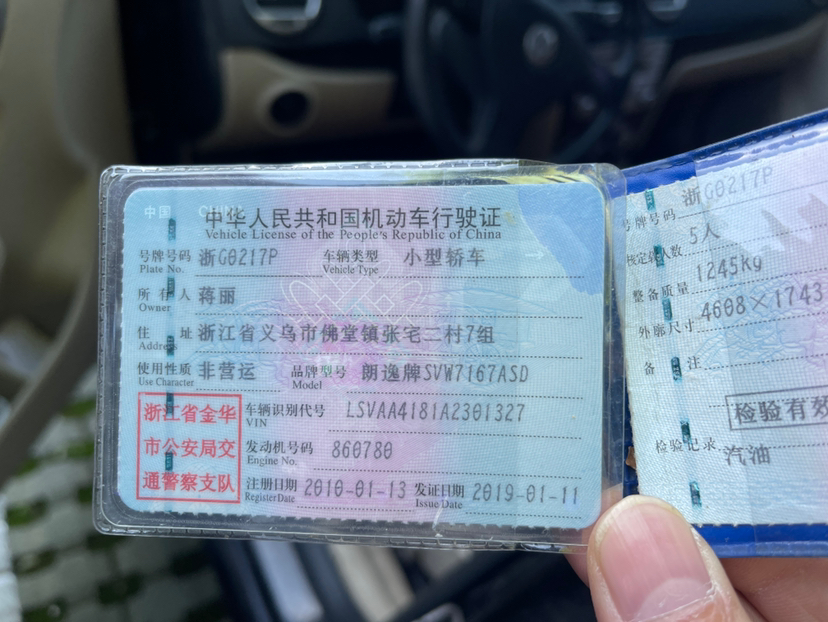 中国 CHINA
中华人民共和国机动车行驶证
Vehicle License of the People's Republic of China
号牌号码 浙G0217P 车辆类型 小型轿车
Plate No. Vehicle Type
所有人 蒋丽
Owner
住址 浙江省义乌市佛堂镇张宅二村7组
Address
使用性质 非营运 品牌型号 朗逸牌SVW7167ASD
Use Character Model
浙江省金华
市公安局交
通警察支队
车辆识别代号 LSVAA4181A2301327
VIN
发动机号码 860780
Engine No.
注册日期 2010-01-13 发证日期 2019-01-11
Register Date Issue Date
号牌号码 浙G0217P
核定载人数 5人
整备质量 1245kg
外廓尺寸 4608×1743
备注
检验有效
检验记录 汽油